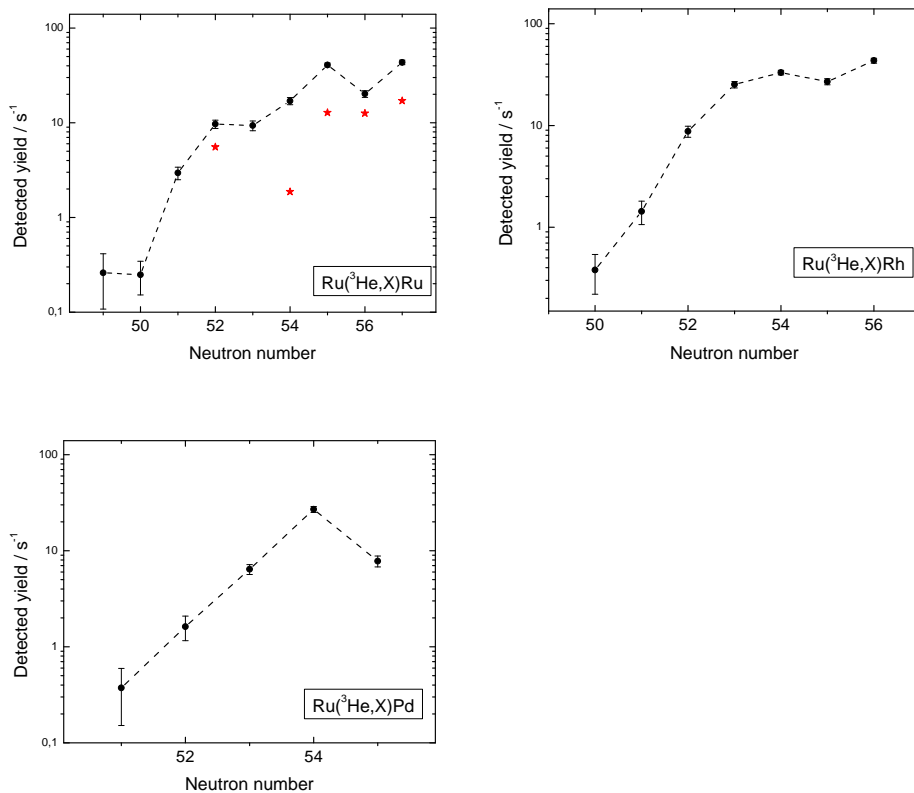 100
10
1
0,1
50
52
54
56
Detected yield / s⁻¹
Neutron number
Ru(³He,X)Ru
100
10
1
50
52
54
56
Detected yield / s⁻¹
Neutron number
Ru(³He,X)Rh
100
10
1
0,1
52
54
Detected yield / s⁻¹
Neutron number
Ru(³He,X)Pd